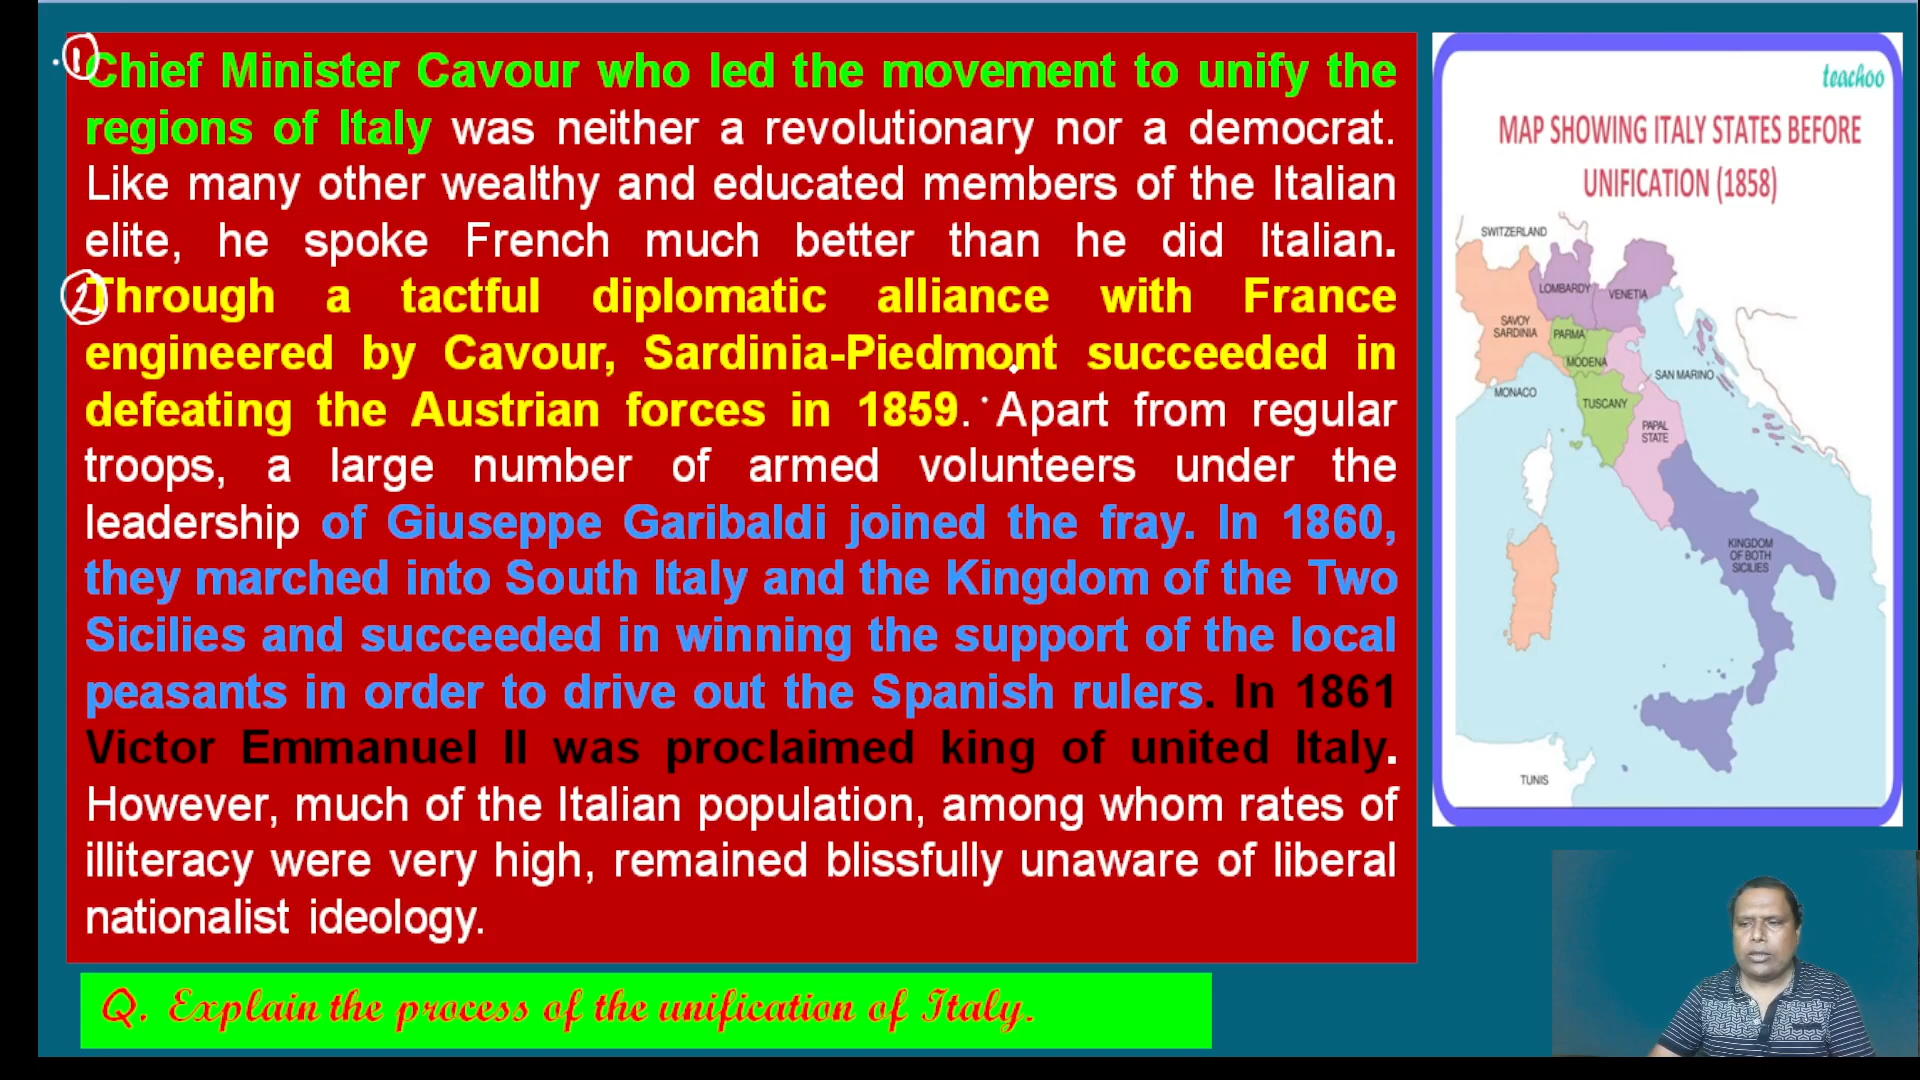 ① Chief Minister Cavour who led the movement to unify the
regions of Italy was neither a revolutionary nor a democrat.
Like many other wealthy and educated members of the Italian
elite, he spoke French much better than he did Italian.
② Through a tactful diplomatic alliance with France
engineered by Cavour, Sardinia-Piedmont succeeded in
defeating the Austrian forces in 1859. Apart from regular
troops, a large number of armed volunteers under the
leadership of Giuseppe Garibaldi joined the fray. In 1860,
they marched into South Italy and the Kingdom of the Two
Sicilies and succeeded in winning the support of the local
peasants in order to drive out the Spanish rulers. In 1861
Victor Emmanuel II was proclaimed king of united Italy.
However, much of the Italian population, among whom rates of
illiteracy were very high, remained blissfully unaware of liberal
nationalist ideology.
Q. Explain the process of the unification of Italy.
teachoo
MAP SHOWING ITALY STATES BEFORE
UNIFICATION (1858)
SWITZERLAND
LOMBARDY
VENETIA
SAVOY
SARDINIA
PARMA
MODENA
SAN MARINO
MONACO
TUSCANY
PAPAL
STATE
KINGDOM
OF BOTH
SICILIES
TUNIS